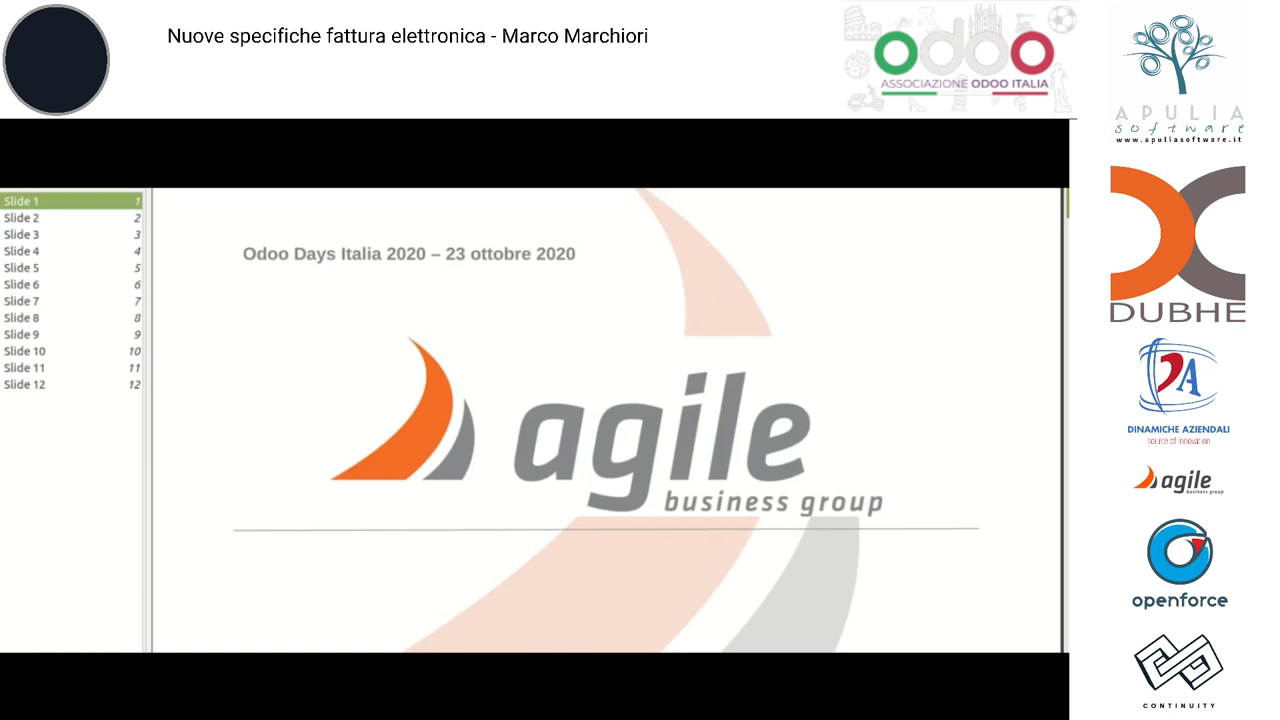 Nuove specifiche fattura elettronica - Marco Marchiori
odoo
ASSOCIAZIONE ODOO ITALIA
APULIA
software
www.apuliasoftware.it
DUBHE
DA
DINAMICHE AZIENDALI
source of innovation
agile
business group
openforce
CONTINUITY
Slide 1 1
Slide 2 2
Slide 3 3
Slide 4 4
Slide 5 5
Slide 6 6
Slide 7 7
Slide 8 8
Slide 9 9
Slide 10 10
Slide 11 11
Slide 12 12
Odoo Days Italia 2020 – 23 ottobre 2020
agile
business group